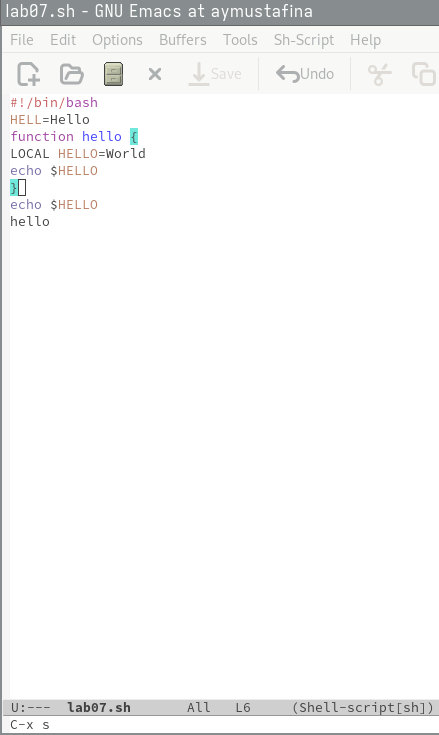 lab07.sh - GNU Emacs at aymustafina
File Edit Options Buffers Tools Sh-Script Help
Save Undo
#!/bin/bash
HELL=Hello
function hello {
LOCAL HELLO=World
echo $HELLO
}
echo $HELLO
hello
U:--- lab07.sh All L6 (Shell-script[sh])
C-x s